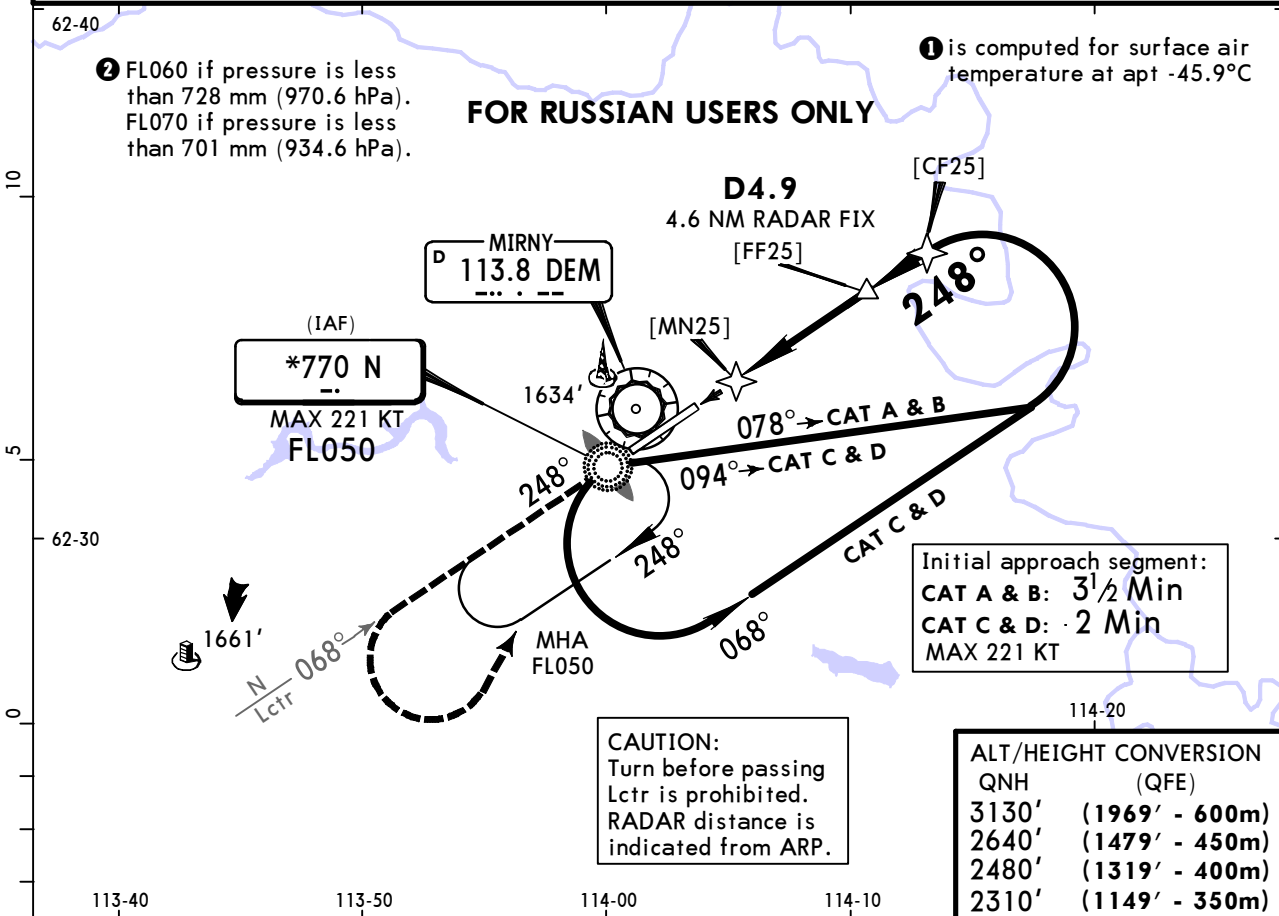 62-40
❷ FL060 if pressure is less
than 728 mm (970.6 hPa).
FL070 if pressure is less
than 701 mm (934.6 hPa).
❶ is computed for surface air
temperature at apt -45.9°C
FOR RUSSIAN USERS ONLY
10
[CF25]
D4.9
4.6 NM RADAR FIX
[FF25]
248°
MIRNY
D 113.8 DEM
-·· · --
[MN25]
(IAF)
*770 N
-·
MAX 221 KT
FL050
1634'
078° CAT A & B
094° CAT C & D
5
248°
248°
CAT C & D
62-30
068°
1661'
N
Lctr
068°
MHA
FL050
Initial approach segment:
CAT A & B: 3 1/2 Min
CAT C & D: 2 Min
MAX 221 KT
0
114-20
CAUTION:
Turn before passing
Lctr is prohibited.
RADAR distance is
indicated from ARP.
ALT/HEIGHT CONVERSION
QNH (QFE)
3130' (1969' - 600m)
2640' (1479' - 450m)
2480' (1319' - 400m)
2310' (1149' - 350m)
113-40 113-50 114-00 114-10